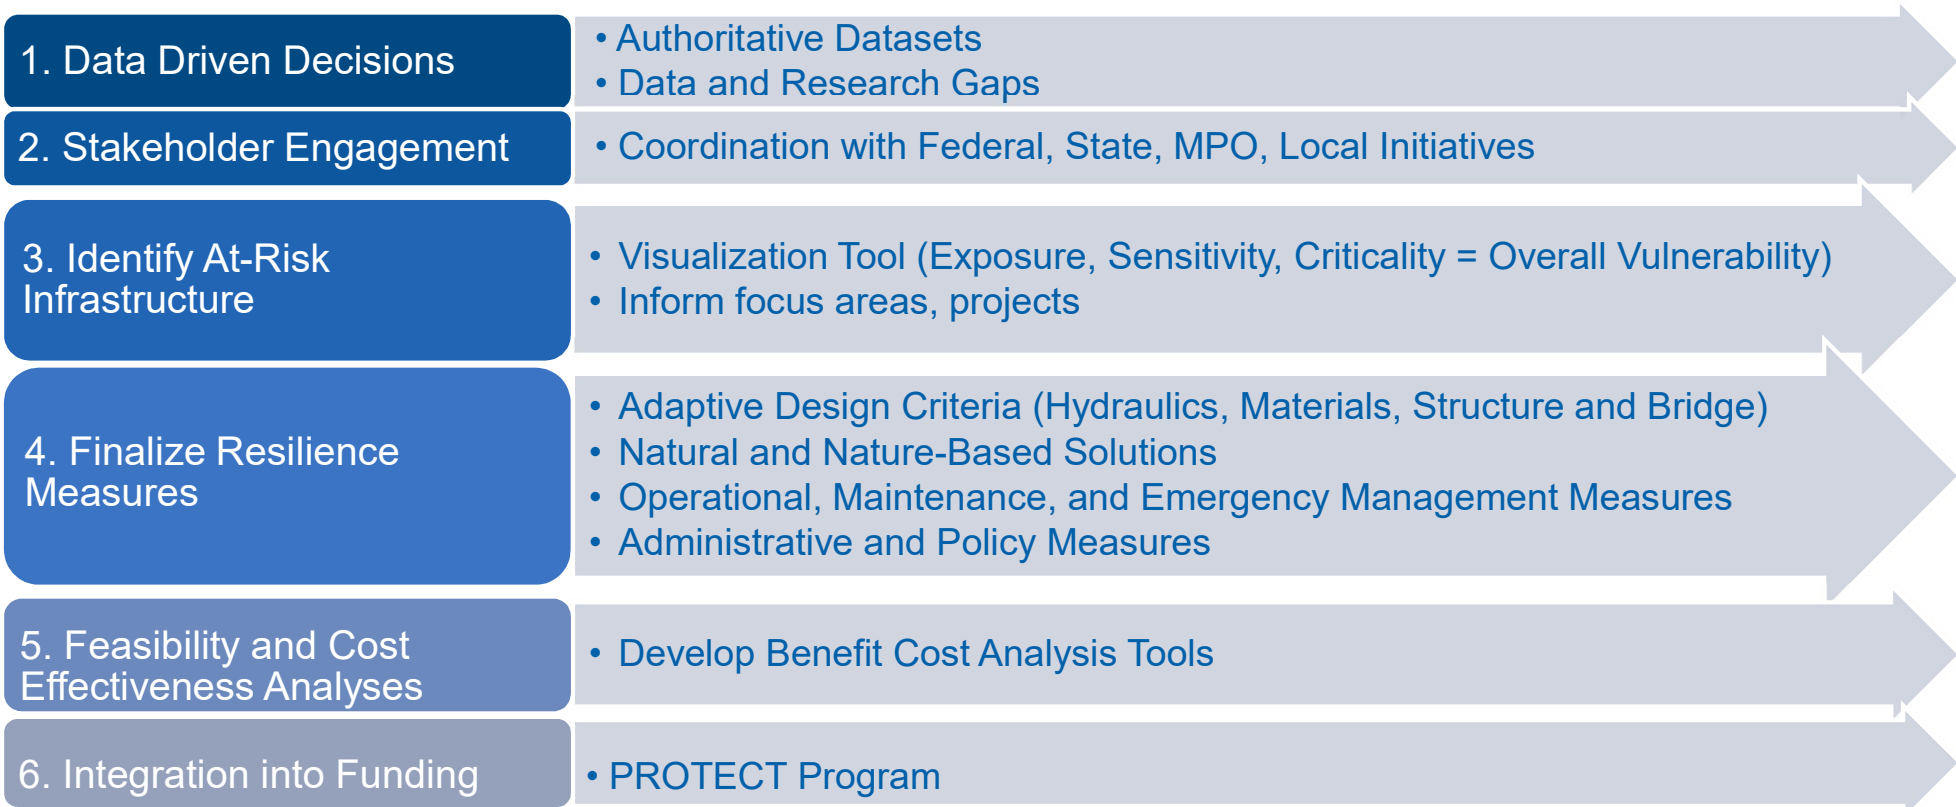 1. Data Driven Decisions
• Authoritative Datasets
• Data and Research Gaps
2. Stakeholder Engagement
• Coordination with Federal, State, MPO, Local Initiatives
3. Identify At-Risk
Infrastructure
• Visualization Tool (Exposure, Sensitivity, Criticality = Overall Vulnerability)
• Inform focus areas, projects
4. Finalize Resilience
Measures
• Adaptive Design Criteria (Hydraulics, Materials, Structure and Bridge)
• Natural and Nature-Based Solutions
• Operational, Maintenance, and Emergency Management Measures
• Administrative and Policy Measures
5. Feasibility and Cost
Effectiveness Analyses
• Develop Benefit Cost Analysis Tools
6. Integration into Funding
• PROTECT Program